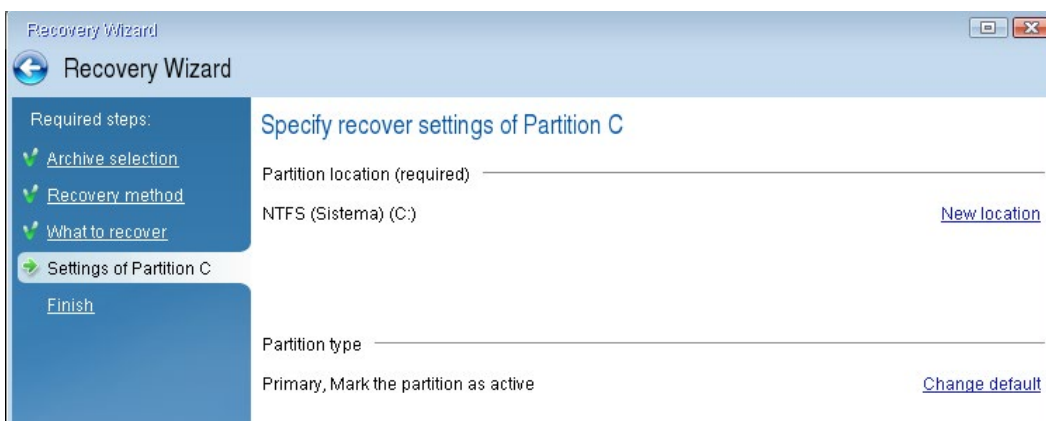 Recovery Wizard
Recovery Wizard
Required steps:
Archive selection
Recovery method
What to recover
Settings of Partition C
Finish
Specify recover settings of Partition C
Partition location (required)
NTFS (Sistema) (C:) New location
Partition type
Primary, Mark the partition as active Change default